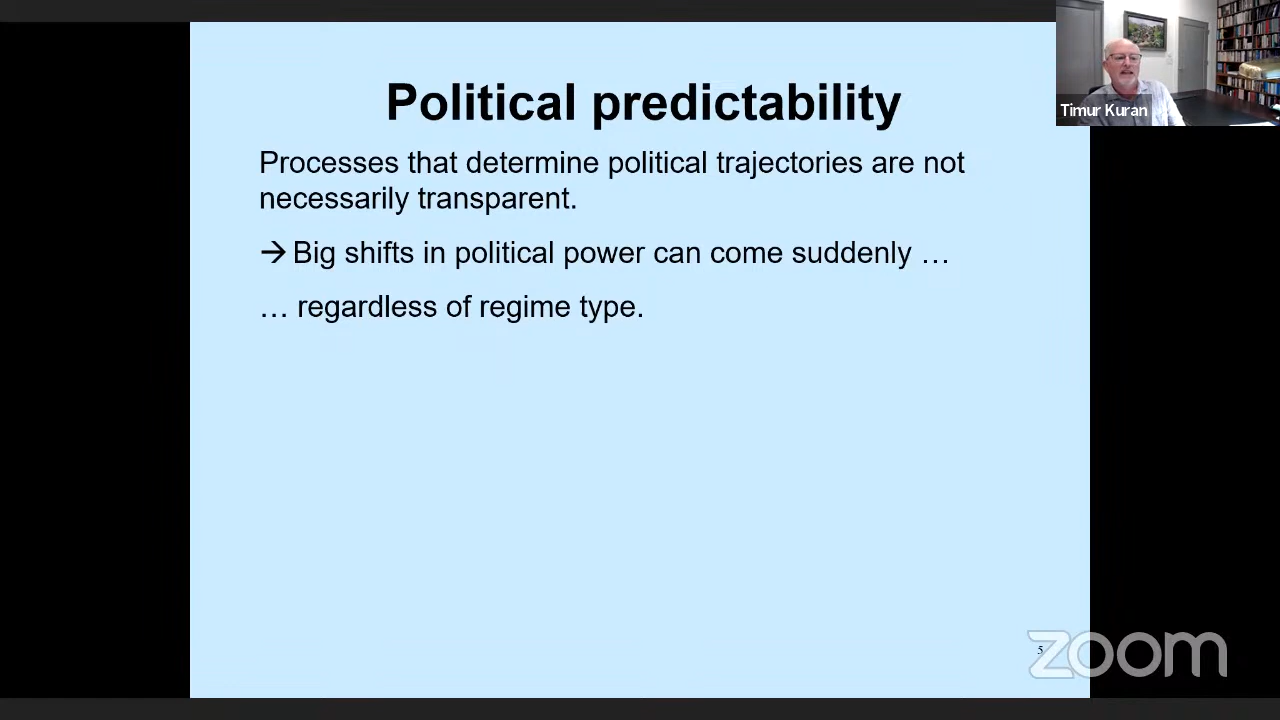 Political predictability
Timur Kuran
Processes that determine political trajectories are not
necessarily transparent.
→ Big shifts in political power can come suddenly …
… regardless of regime type.
5
zoom